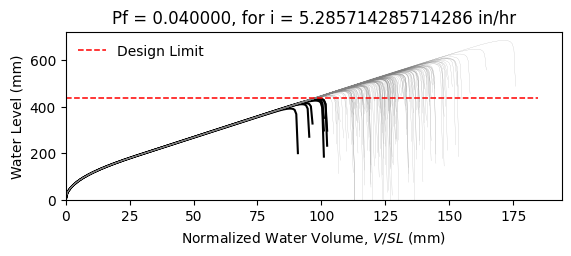 Pf = 0.040000, for i = 5.285714285714286 in/hr
Design Limit
Water Level (mm)
600
400
200
0
0 25 50 75 100 125 150 175
Normalized Water Volume, V/SL (mm)